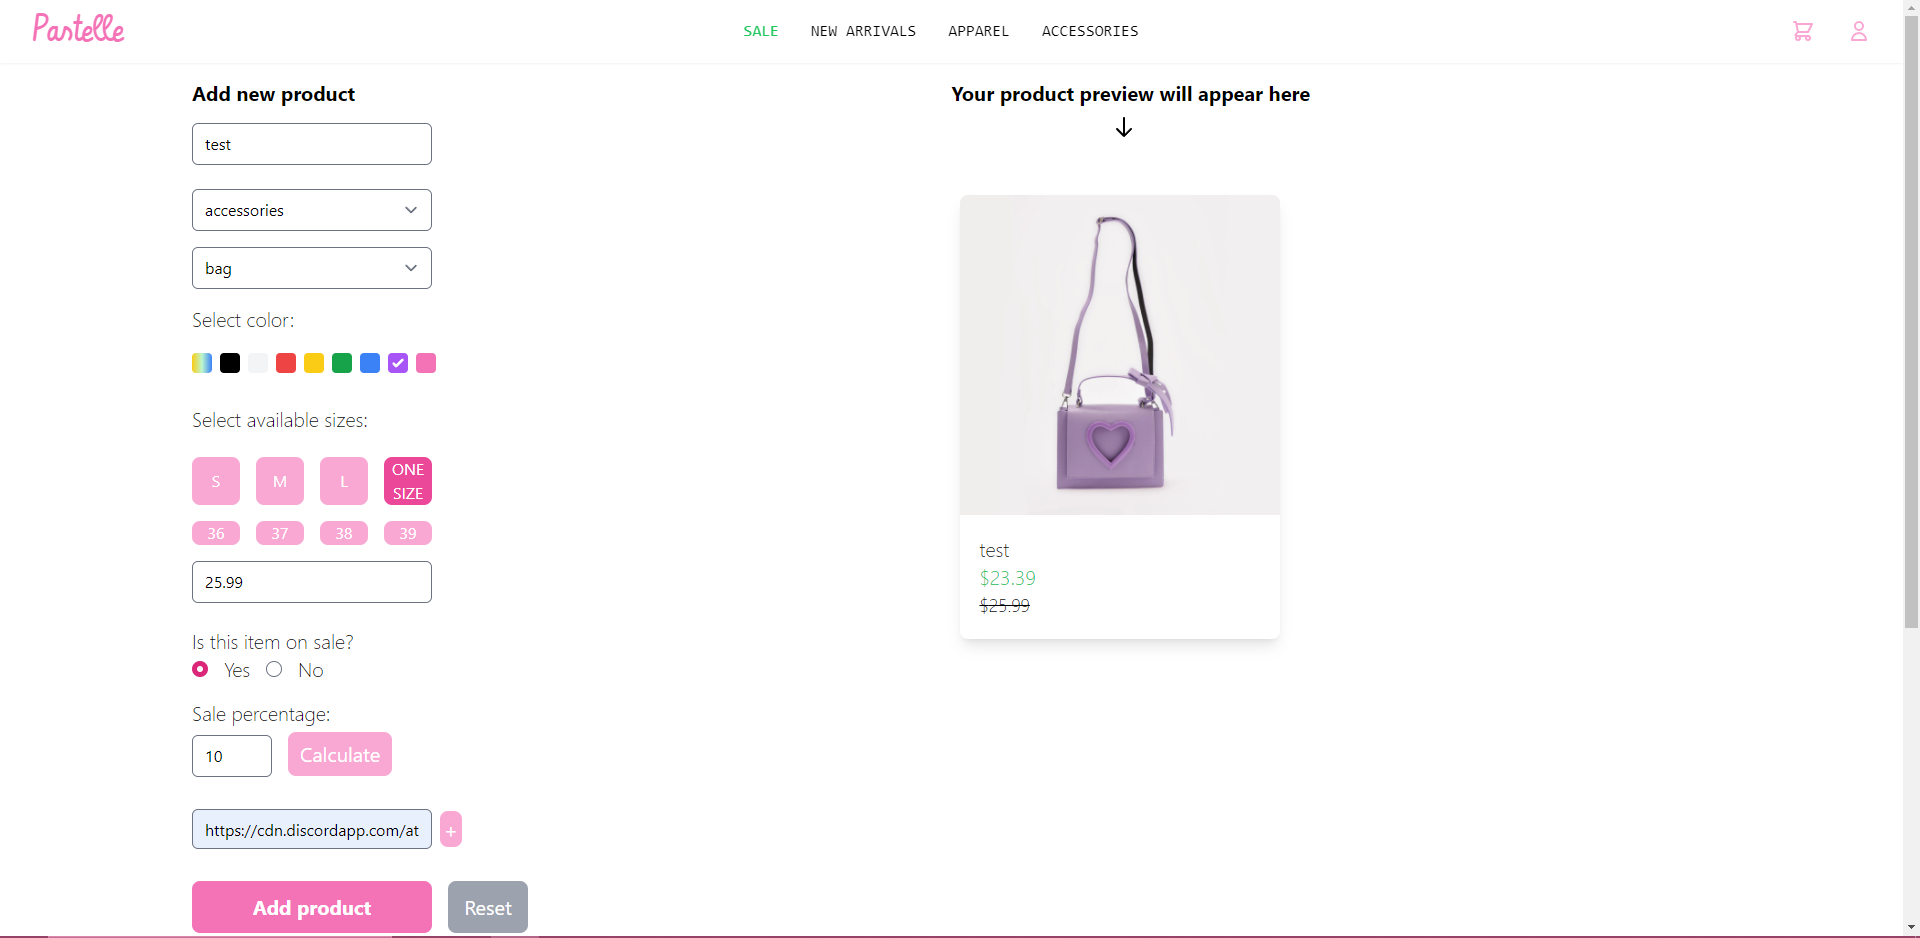 Pastelle
SALE NEW ARRIVALS APPAREL ACCESSORIES
Add new product
test
accessories
bag
Select color:
Select available sizes:
S M L ONE SIZE
36 37 38 39
25.99
Is this item on sale?
Yes No
Sale percentage:
10 Calculate
https://cdn.discordapp.com/at +
Add product Reset
Your product preview will appear here
test
$23.39
$25.99